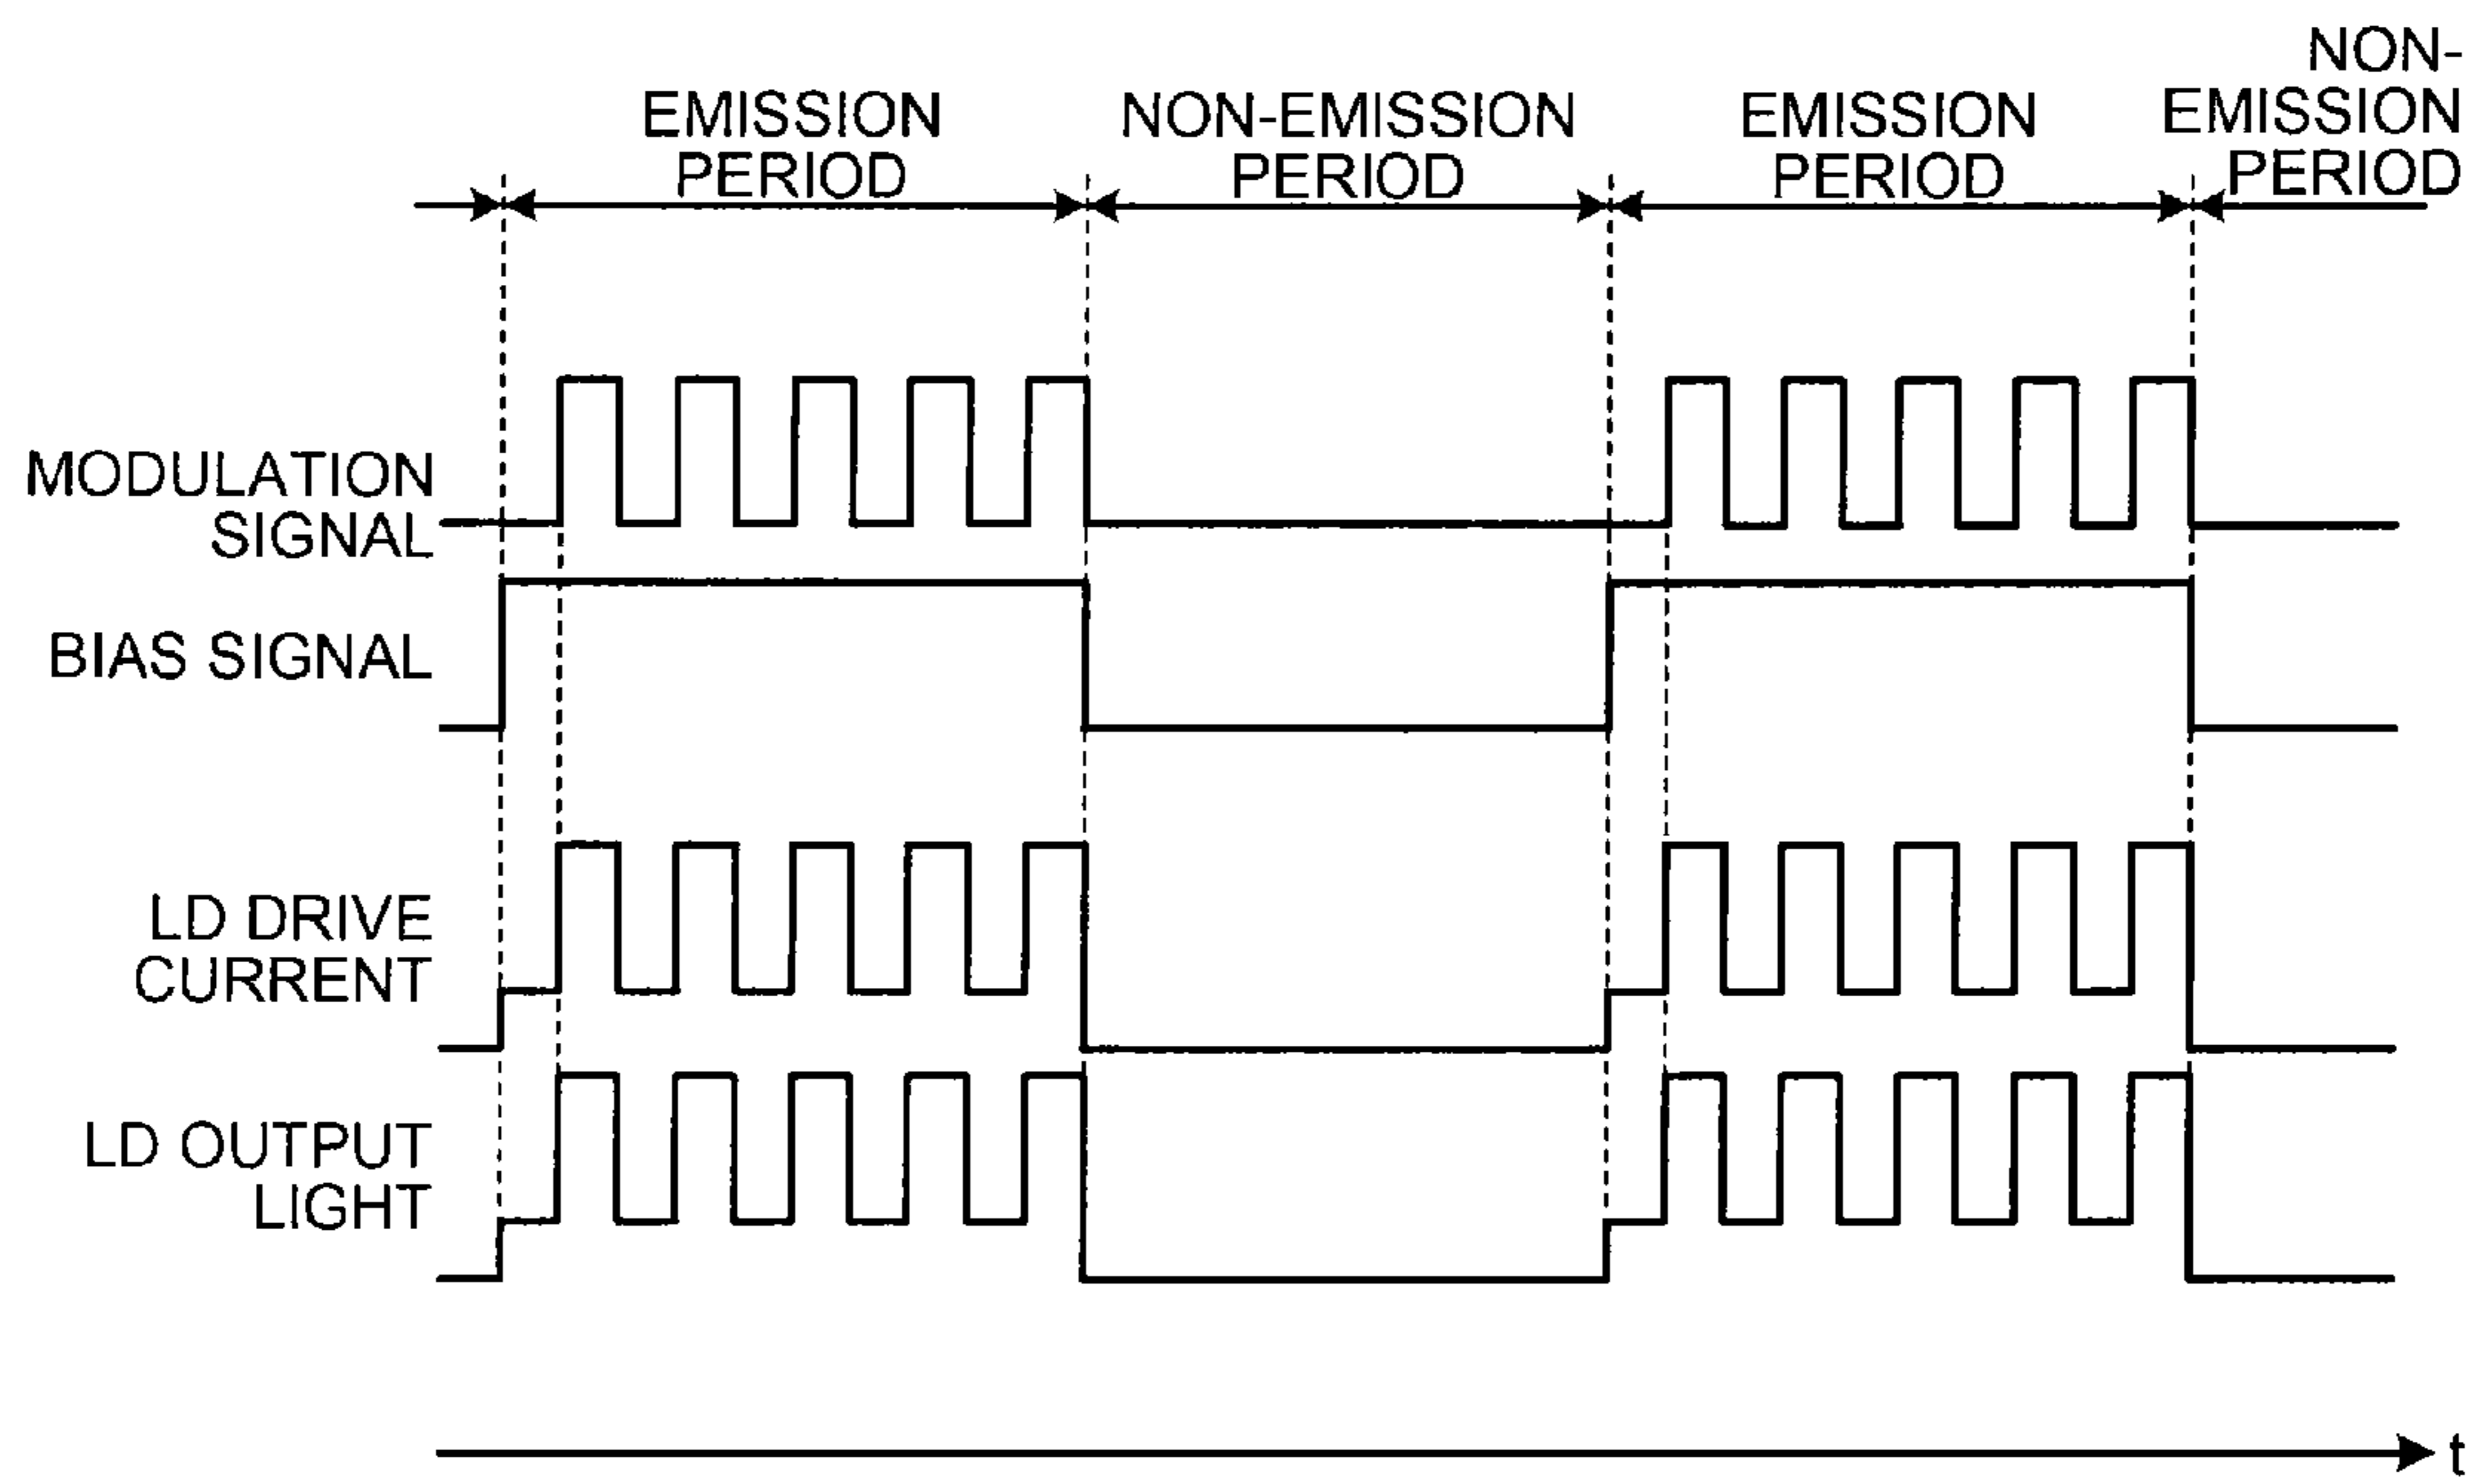 EMISSION
PERIOD
NON-EMISSION
PERIOD
EMISSION
PERIOD
NON-
EMISSION
PERIOD
MODULATION
SIGNAL
BIAS SIGNAL
LD DRIVE
CURRENT
LD OUTPUT
LIGHT
t